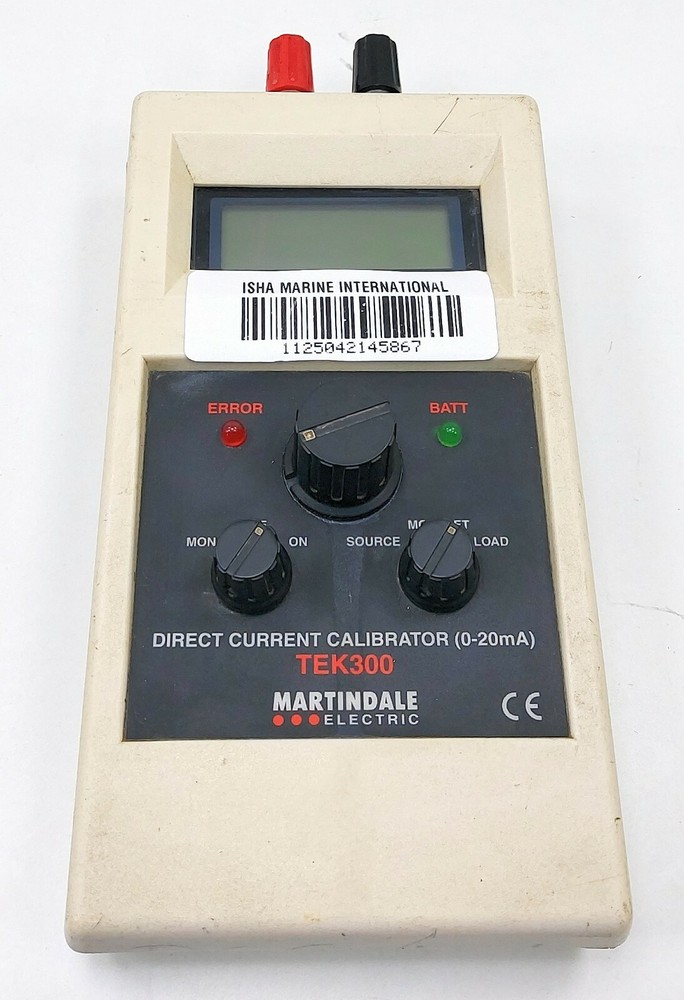 ISHA MARINE INTERNATIONAL
1125042145867
ERROR
BATT
MON
ON
SOURCE
LOAD
DIRECT CURRENT CALIBRATOR (0-20mA)
TEK300
MARTINDALE
ELECTRIC
CE